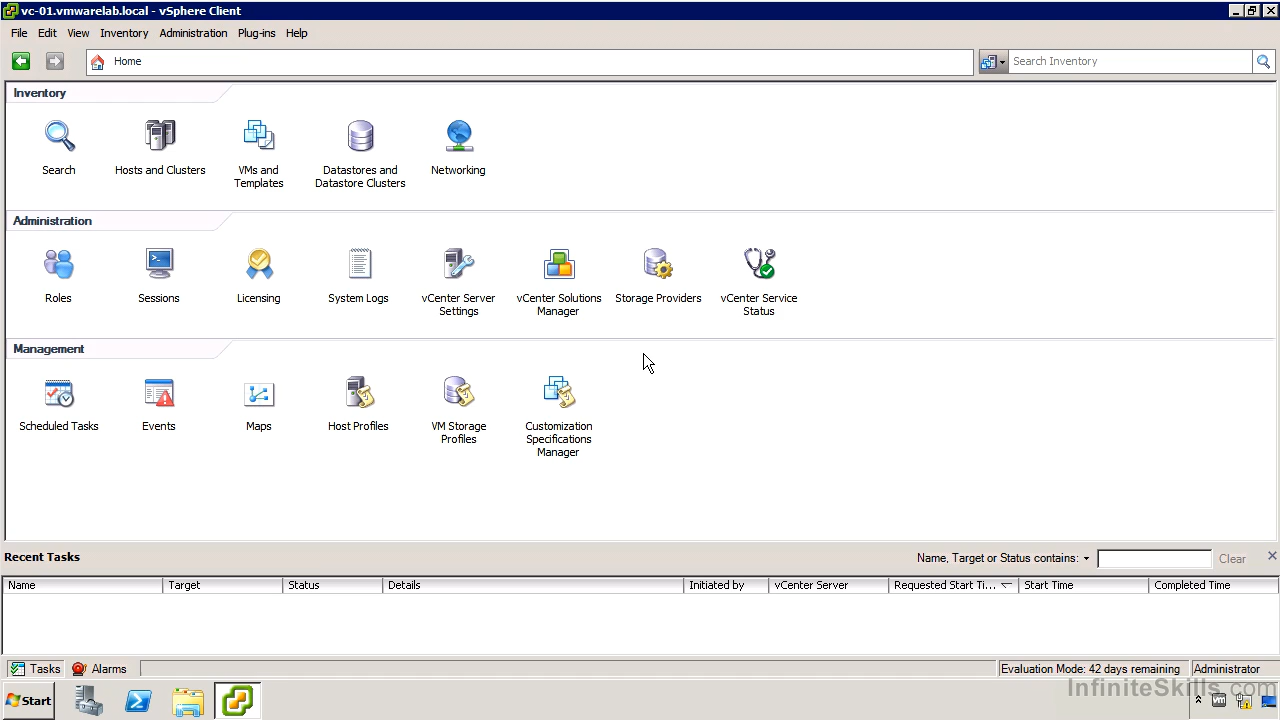 vc-01.vmwarelab.local - vSphere Client
File Edit View Inventory Administration Plug-ins Help
Home
Search Inventory
Inventory
Search
Hosts and Clusters
VMs and
Templates
Datastores and
Datastore Clusters
Networking
Administration
Roles
Sessions
Licensing
System Logs
vCenter Server
Settings
vCenter Solutions
Manager
Storage Providers
vCenter Service
Status
Management
Scheduled Tasks
Events
Maps
Host Profiles
VM Storage
Profiles
Customization
Specifications
Manager
Recent Tasks
Name, Target or Status contains:
Clear
Name Target Status Details Initiated by vCenter Server Requested Start Ti... Start Time Completed Time
Tasks Alarms
Evaluation Mode: 42 days remaining Administrator
InfiniteSkills.com
Start